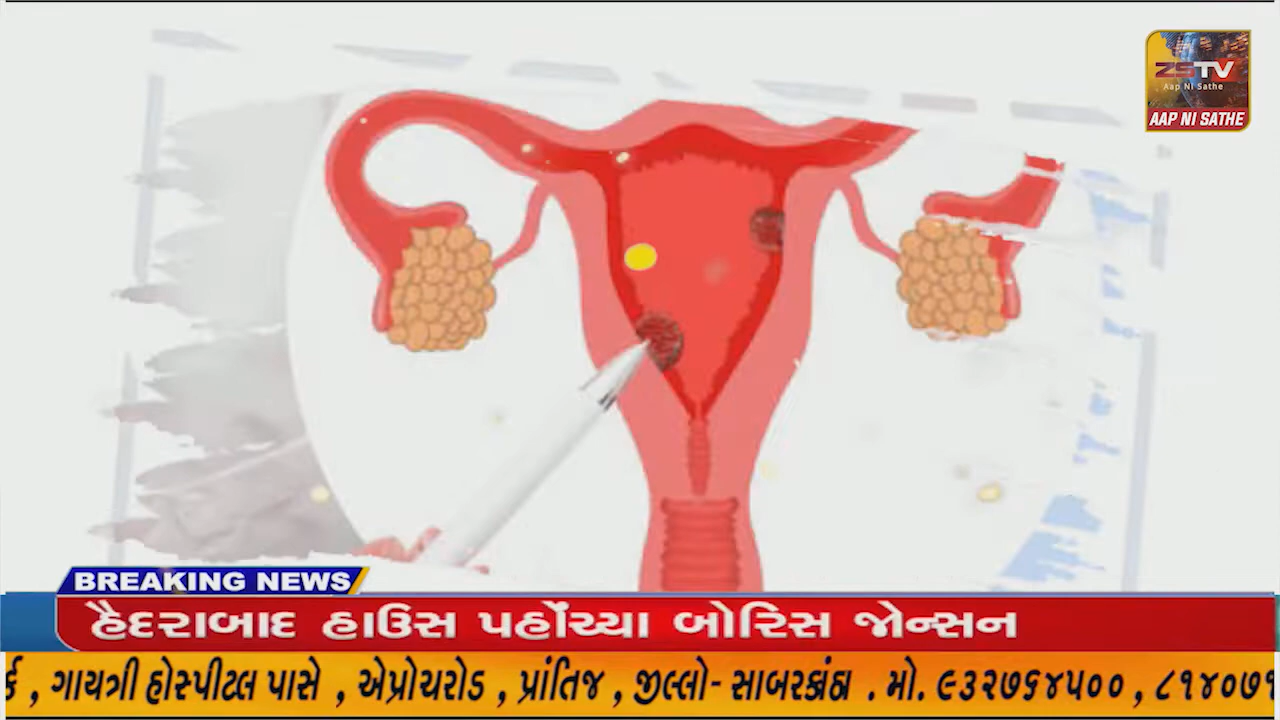 ZSTV
Aap Ni Sathe
AAP NI SATHE
BREAKING NEWS
હૈદરાબાદ હાઉસ પહોંચ્યા બોરિસ જોન્સન
, ગાયત્રી હોસ્પીટલ પાસે , એપ્રોચરોડ , પ્રાંતિજ , જીલ્લો- સાબરકાંઠા . મો. ૯૩૨૭૬૪૫૦૦ , ૮૧૪૦૭૧